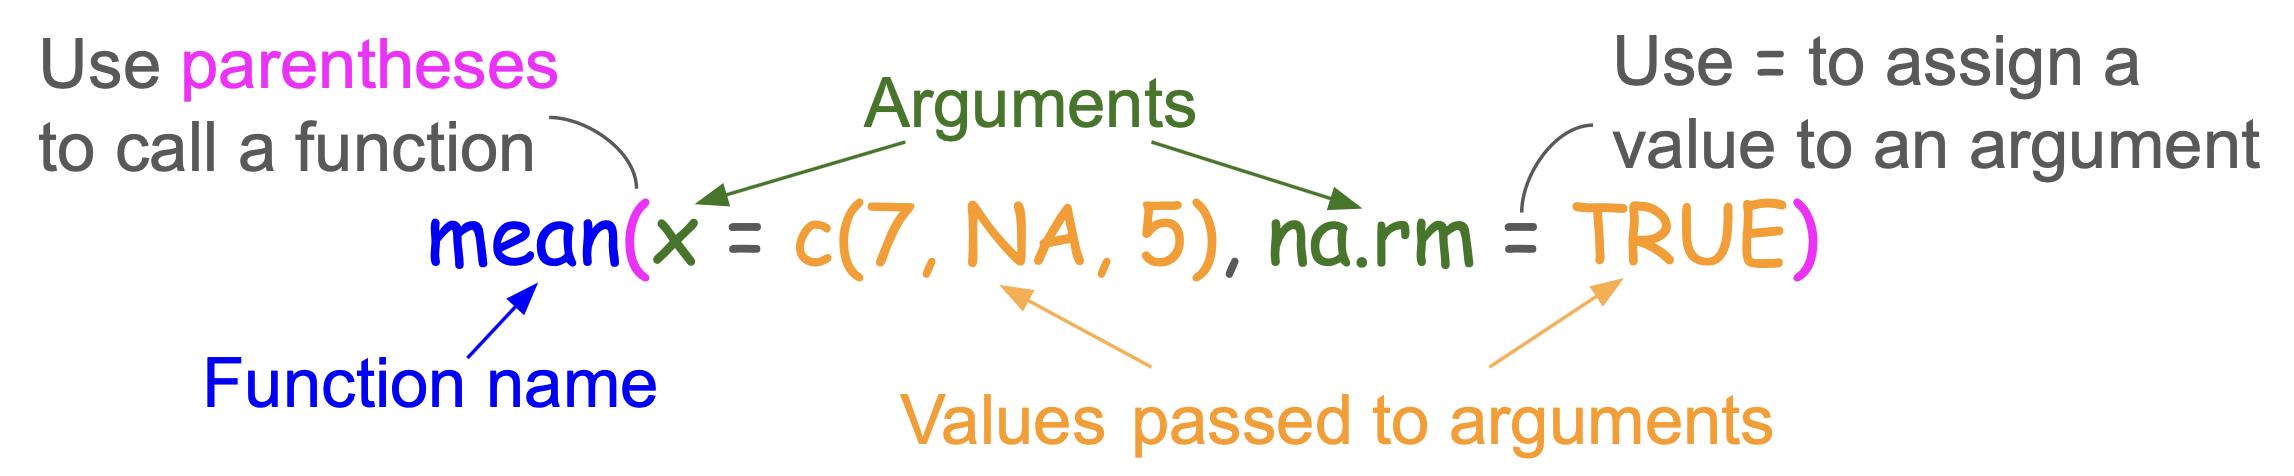 Use parentheses
to call a function
Arguments
Use = to assign a
value to an argument
mean(x = c(7, NA, 5), na.rm = TRUE)
Function name
Values passed to arguments